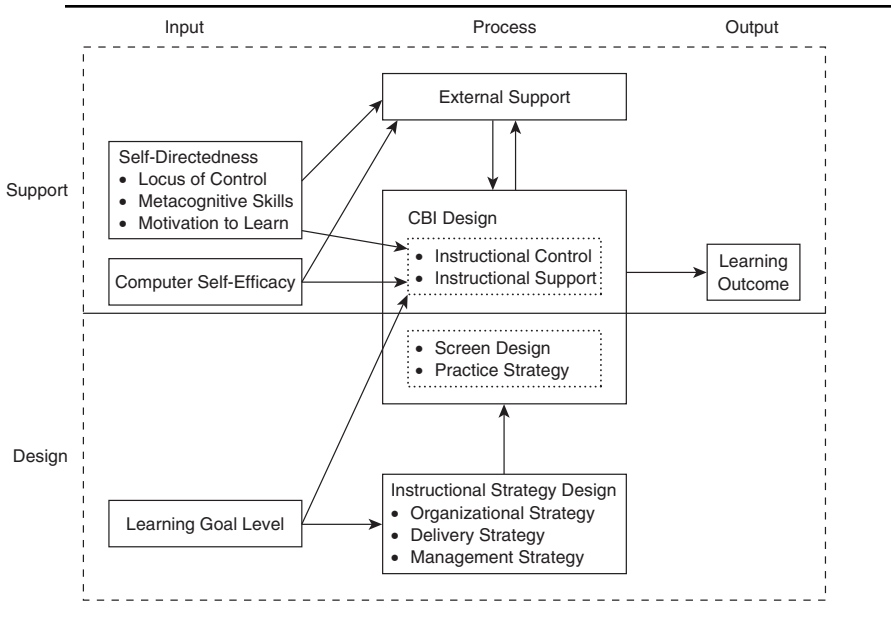 Input Process Output
External Support
Self-Directedness
• Locus of Control
• Metacognitive Skills
• Motivation to Learn
Support
CBI Design
• Instructional Control
• Instructional Support
Computer Self-Efficacy
Learning
Outcome
• Screen Design
• Practice Strategy
Design
Instructional Strategy Design
• Organizational Strategy
• Delivery Strategy
• Management Strategy
Learning Goal Level